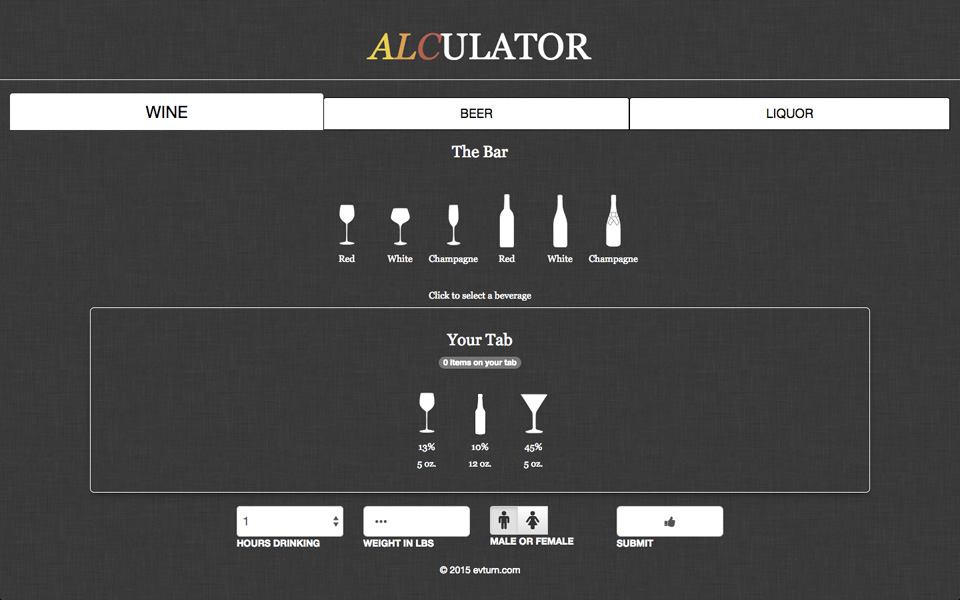 ALCULATOR
WINE BEER LIQUOR
The Bar
Red White Champagne Red White Champagne
Click to select a beverage
Your Tab
0 items on your tab
13% 10% 45%
5 oz. 12 oz. 5 oz.
1 •••
HOURS DRINKING WEIGHT IN LBS MALE OR FEMALE SUBMIT
© 2015 evturn.com